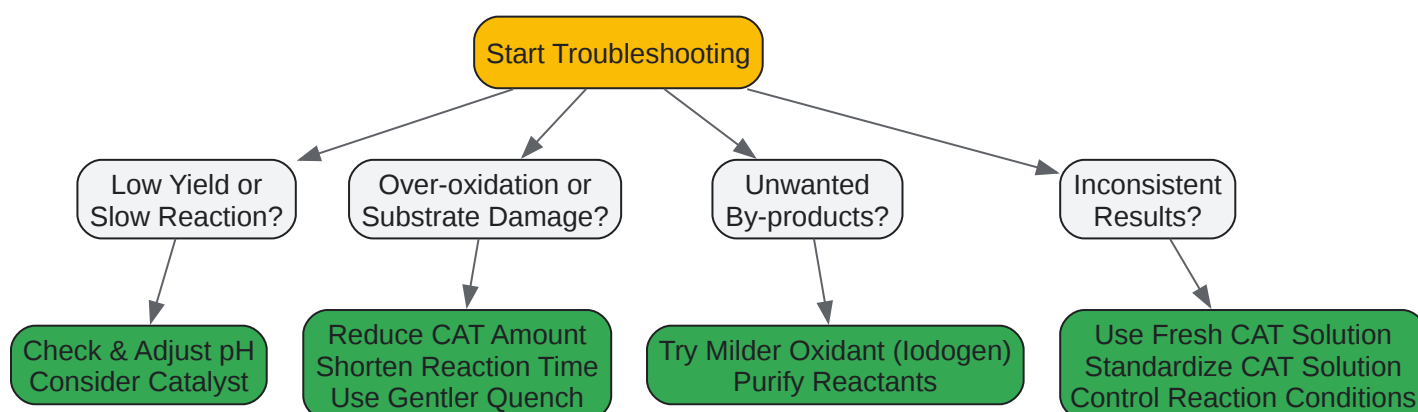 Start Troubleshooting
Low Yield or
Slow Reaction?
Over-oxidation or
Substrate Damage?
Unwanted
By-products?
Inconsistent
Results?
Check & Adjust pH
Consider Catalyst
Reduce CAT Amount
Shorten Reaction Time
Use Gentler Quench
Try Milder Oxidant (Iodogen)
Purify Reactants
Use Fresh CAT Solution
Standardize CAT Solution
Control Reaction Conditions